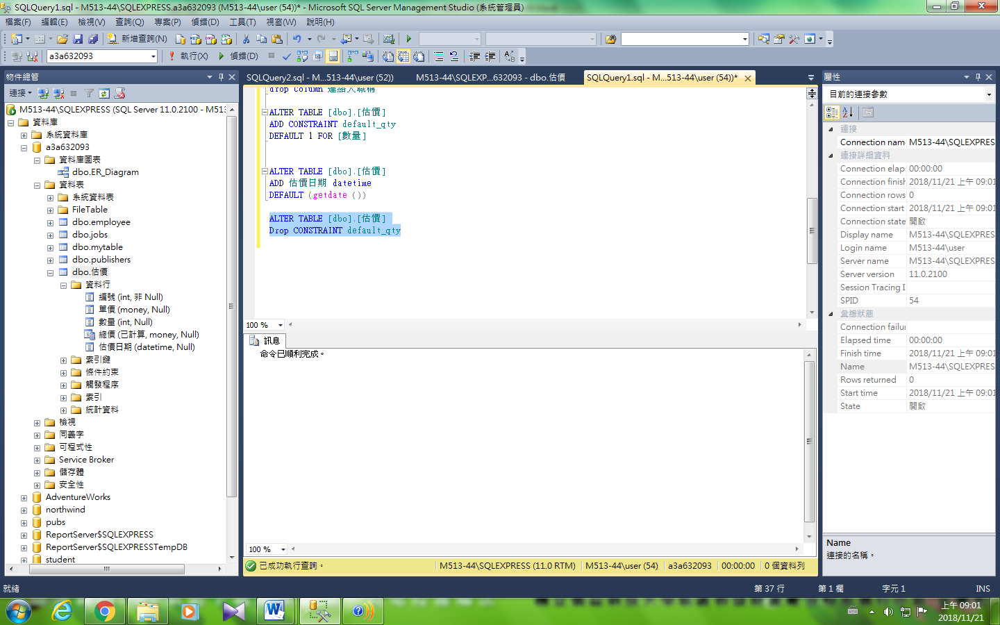 SQLQuery1.sql - M513-44\SQLEXPRESS.a3a632093 (M513-44\user (54))* - Microsoft SQL Server Management Studio (系統管理員)
檔案(F) 編輯(E) 檢視(V) 查詢(Q) 專案(P) 偵錯(D) 工具(T) 視窗(W) 說明(H)
新增查詢(N)
a3a632093 執行(X) 偵錯(D)
物件總管
連接
M513-44\SQLEXPRESS (SQL Server 11.0.2100 - M513
資料庫
系統資料庫
a3a632093
資料庫圖表
dbo.ER_Diagram
資料表
系統資料表
FileTable
dbo.employee
dbo.jobs
dbo.mytable
dbo.publishers
dbo.估價
資料行
編號 (int, 非 Null)
單價 (money, Null)
數量 (int, Null)
總價 (已計算, money, Null)
估價日期 (datetime, Null)
索引鍵
條件約束
觸發程序
索引
統計資料
檢視
同義字
可程式性
Service Broker
儲存體
安全性
AdventureWorks
northwind
pubs
ReportServer$SQLEXPRESS
ReportServer$SQLEXPRESSTempDB
student
SQLQuery2.sql - M...513-44\user (52)) M513-44\SQLEXP...632093 - dbo.估價 SQLQuery1.sql - M...513-44\user (54))*
drop Column 連絡人職稱
ALTER TABLE [dbo].[估價]
ADD CONSTRAINT default_qty
DEFAULT 1 FOR [數量]
ALTER TABLE [dbo].[估價]
ADD 估價日期 datetime
DEFAULT (getdate ())
ALTER TABLE [dbo].[估價]
Drop CONSTRAINT default_qty
100 %
訊息
命令已順利完成。
100 %
已成功執行查詢。 M513-44\SQLEXPRESS (11.0 RTM) M513-44\user (54) a3a632093 00:00:00 0 個資料列
屬性
目前的連接參數
連接
Connection nam M513-44\SQLEXPRES
連接詳細資料
Connection elap 00:00:00
Connection finish 2018/11/21 上午 09:01
Connection rows 0
Connection start 2018/11/21 上午 09:01
Connection state 開啟
Display name M513-44\SQLEXPRES
Login name M513-44\user
Server name M513-44\SQLEXPRES
Server version 11.0.2100
Session Tracing I
SPID 54
彙總狀態
Connection failur
Elapsed time 00:00:00
Finish time 2018/11/21 上午 09:01
Name M513-44\SQLEXPRES
Rows returned 0
Start time 2018/11/21 上午 09:01
State 開啟
Name
連接的名稱。
就緒 第 37 行 第 1 欄 字元 1 INS
上午 09:01
2018/11/21